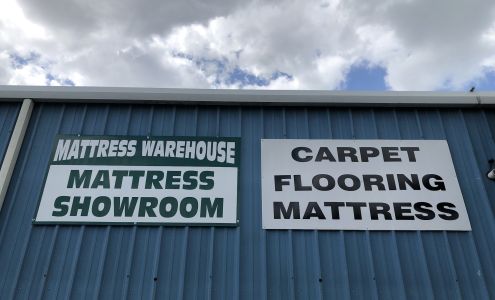 MATTRESS WAREHOUSE
MATTRESS
SHOWROOM
CARPET
FLOORING
MATTRESS